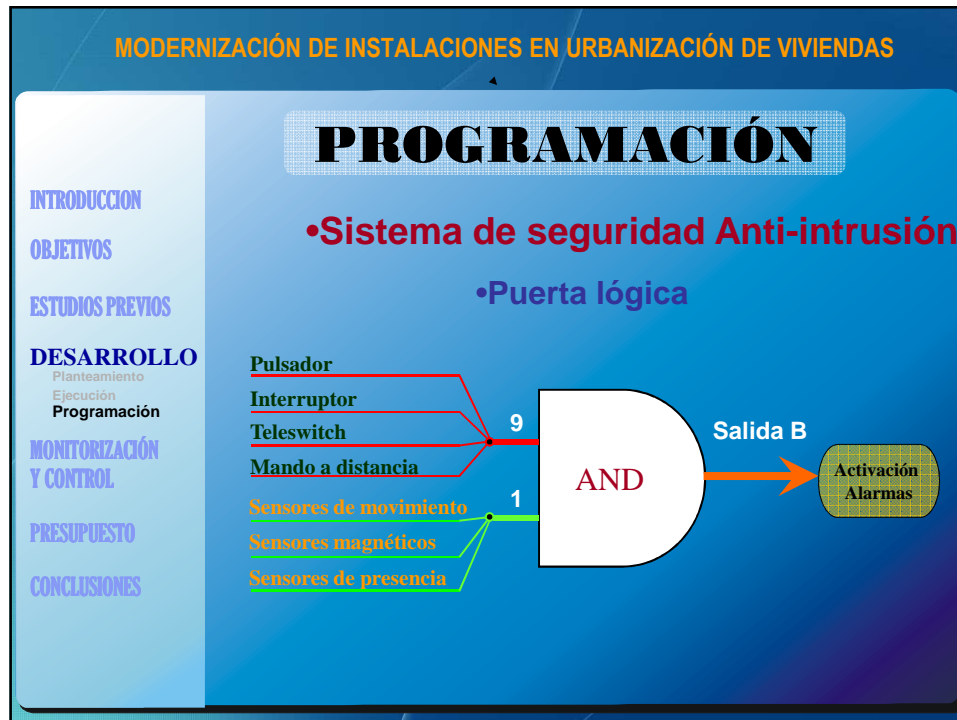 MODERNIZACIÓN DE INSTALACIONES EN URBANIZACIÓN DE VIVIENDAS
PROGRAMACIÓN
INTRODUCCION
OBJETIVOS
ESTUDIOS PREVIOS
DESARROLLO
Planteamiento
Ejecución
Programación
MONITORIZACIÓN
Y CONTROL
PRESUPUESTO
CONCLUSIONES
•Sistema de seguridad Anti-intrusión
•Puerta lógica
Pulsador
Interruptor
Teleswitch
Mando a distancia
Sensores de movimiento
Sensores magnéticos
Sensores de presencia
9
1
AND
Salida B
Activación
Alarmas